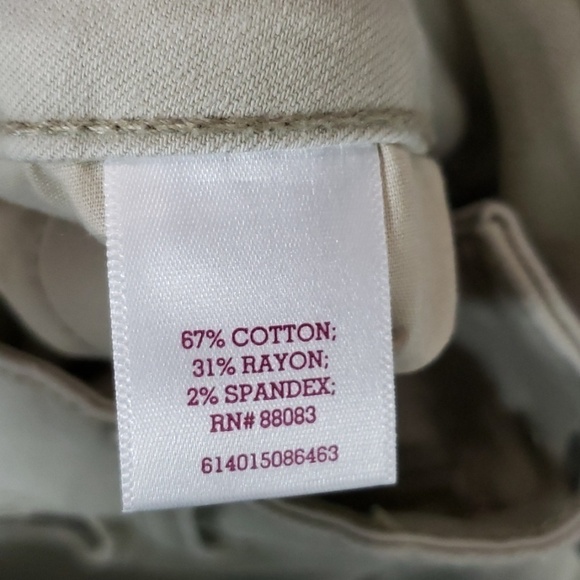 67% COTTON;
31% RAYON;
2% SPANDEX;
RN# 88083
614015086463